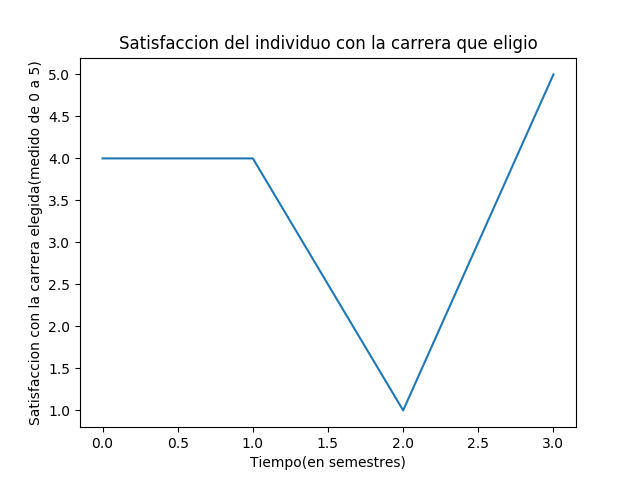 Satisfaccion del individuo con la carrera que eligio
Satisfaccion con la carrera elegida(medido de 0 a 5)
5.0
4.5
4.0
3.5
3.0
2.5
2.0
1.5
1.0
0.0 0.5 1.0 1.5 2.0 2.5 3.0
Tiempo(en semestres)